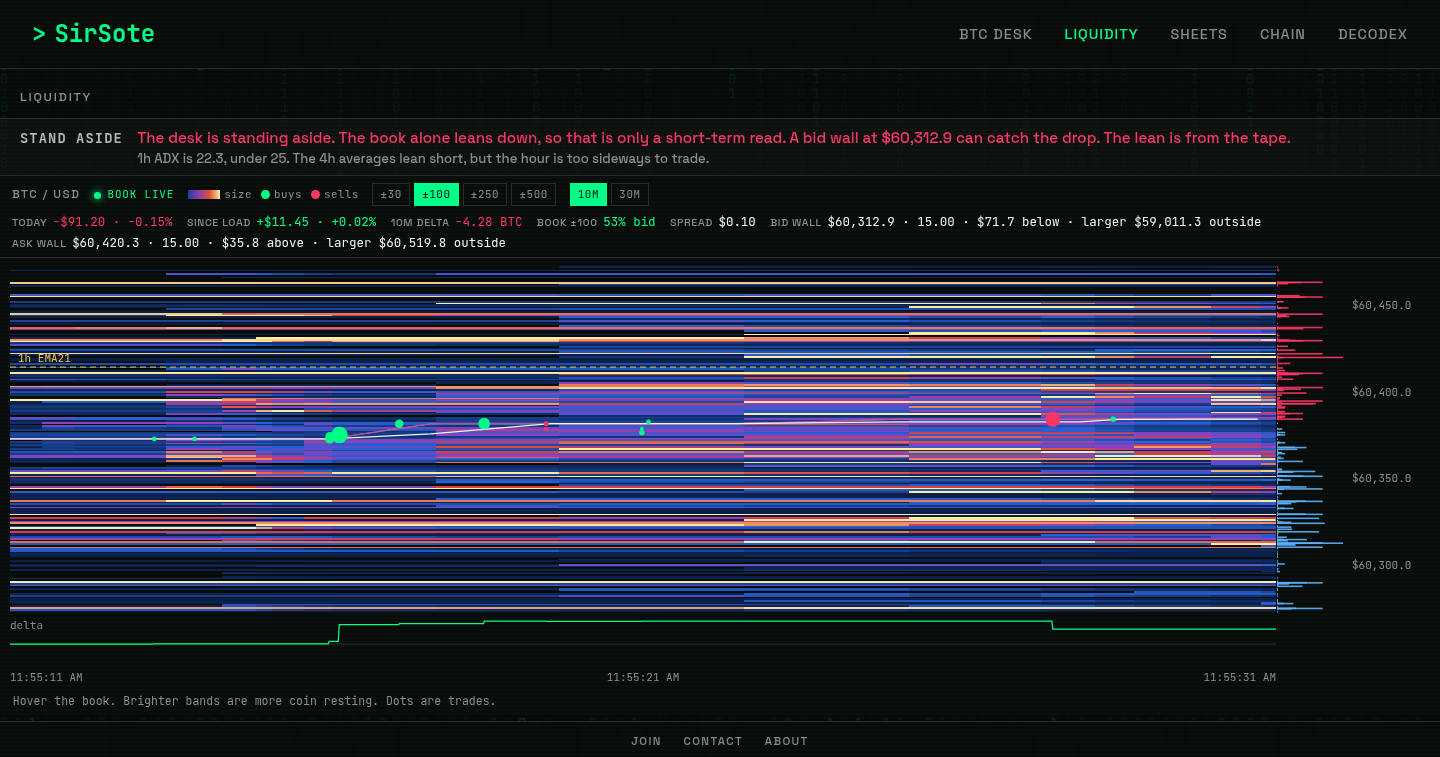 > SirSote
BTC DESK LIQUIDITY SHEETS CHAIN DECODEX
LIQUIDITY
STAND ASIDE The desk is standing aside. The book alone leans down, so that is only a short-term read. A bid wall at $60,312.9 can catch the drop. The lean is from the tape.
1h ADX is 22.3, under 25. The 4h averages lean short, but the hour is too sideways to trade.
BTC / USD BOOK LIVE size buys sells ±30 ±100 ±250 ±500 10M 30M
TODAY -$91.20 · -0.15% SINCE LOAD +$11.45 · +0.02% 10M DELTA -4.28 BTC BOOK ±100 53% bid SPREAD $0.10 BID WALL $60,312.9 · 15.00 · $71.7 below · larger $59,011.3 outside
ASK WALL $60,420.3 · 15.00 · $35.8 above · larger $60,519.8 outside
$60,450.0
1h EMA21
$60,400.0
$60,350.0
$60,300.0
delta
11:55:11 AM 11:55:21 AM 11:55:31 AM
Hover the book. Brighter bands are more coin resting. Dots are trades.
JOIN CONTACT ABOUT